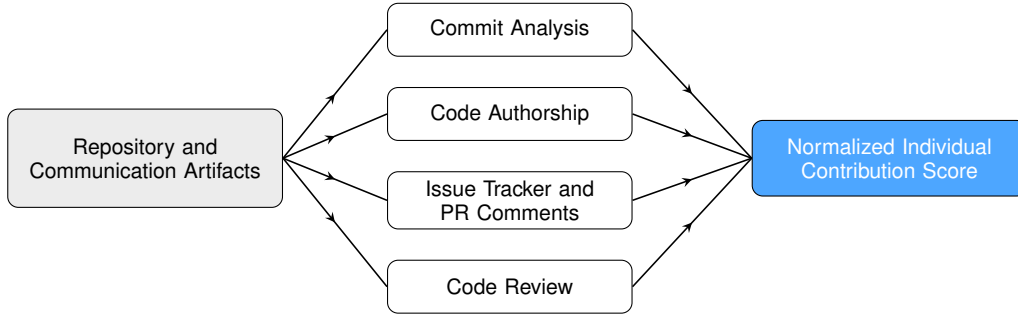 Commit Analysis
Code Authorship
Repository and
Communication Artifacts
Issue Tracker and
PR Comments
Code Review
Normalized Individual
Contribution Score